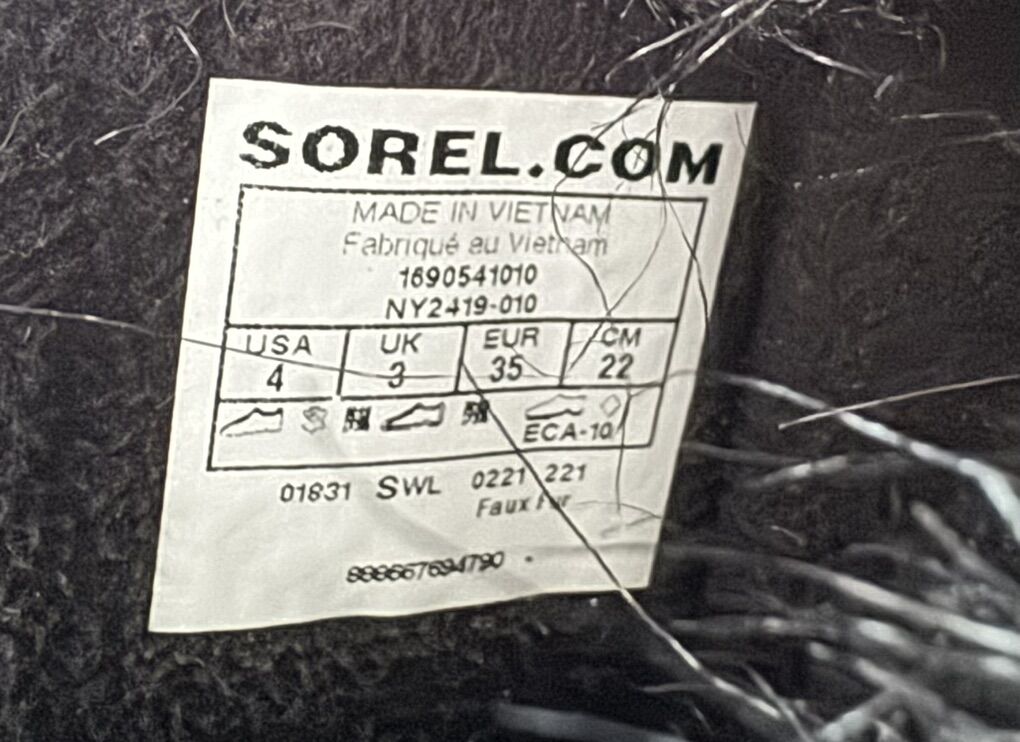 SOREL.COM
MADE IN VIETNAM
Fabriqué au Vietnam
1690541010
NY2419-010
USA UK EUR CM
4 3 35 22
ECA-10
01831 SWL 0221 221
Faux Fur
888667694790